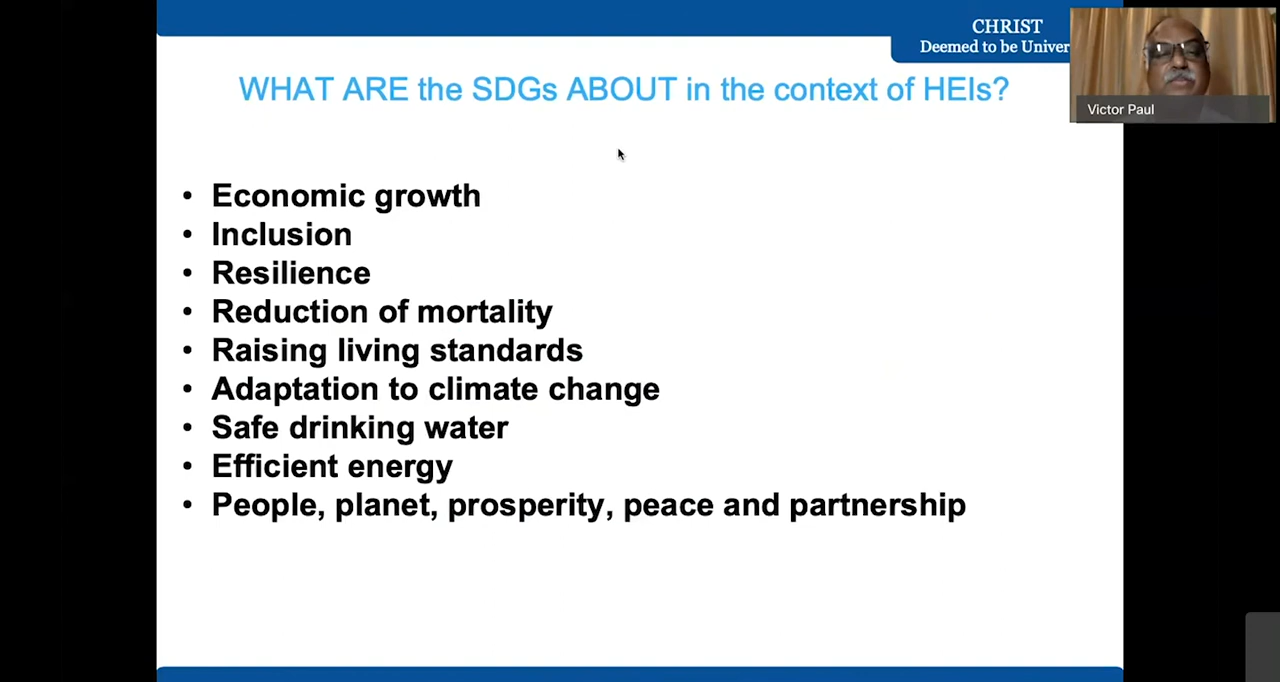 CHRIST
Deemed to be Univer
Victor Paul
WHAT ARE the SDGs ABOUT in the context of HEIs?
• Economic growth
• Inclusion
• Resilience
• Reduction of mortality
• Raising living standards
• Adaptation to climate change
• Safe drinking water
• Efficient energy
• People, planet, prosperity, peace and partnership